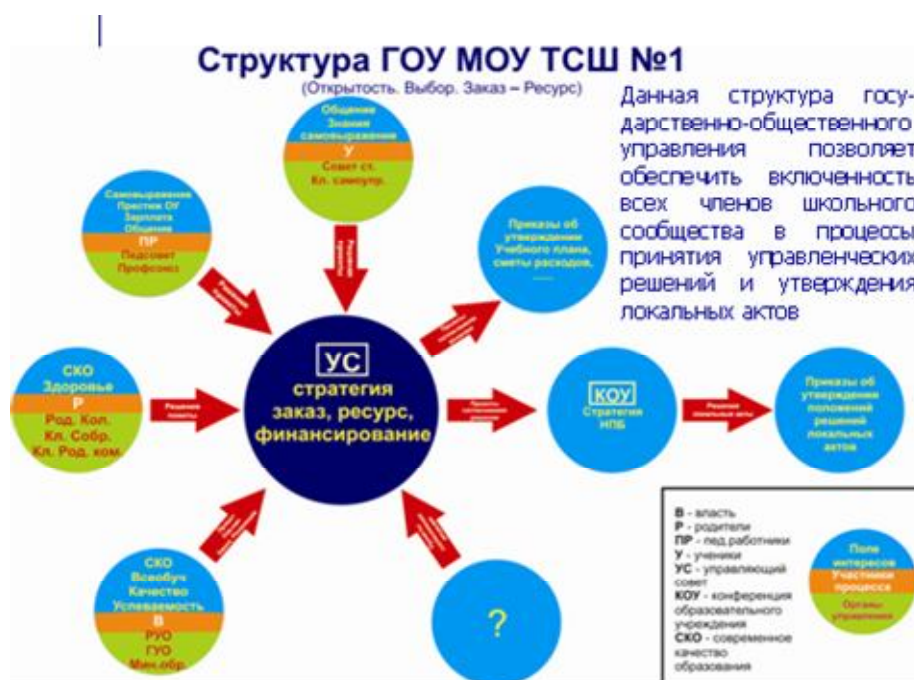 Структура ГОУ МОУ ТСШ №1
(Открытость. Выбор. Заказ – Ресурс)
Данная структура госу-
дарственно-общественного
управления позволяет
обеспечить включенность
всех членов школьного
сообщества в процессы
принятия управленческих
решений и утверждения
локальных актов
Общение
Знания
самовыражение
У
Совет ст.
Кл. самоупр.
Самовыражение
Престиж ОУ
Зарплата
Общение
ПР
Педсовет
Профсоюз
Приказы об
утверждении
Учебного плана,
сметы расходов,
......
СКО
Здоровье
Р
Род. Кол.
Кл. Собр.
Кл. Род. ком.
Решения
УС
стратегия
заказ, ресурс,
финансирование
КОУ
Стратегия
НПБ
Решения
локальные акты
Приказы об
утверждении
положений
решений
локальных
актов
СКО
Всеобуч
Качество
Успеваемость
В
РУО
ГУО
Мин.обр.
?
В - власть
Р - родители
ПР - пед.работники
У - ученики
УС - управляющий
совет
КОУ - конференция
образовательного
учреждения
СКО - современное
качество
образования
Поле
интересов
Участники
процесса
Органы
управления